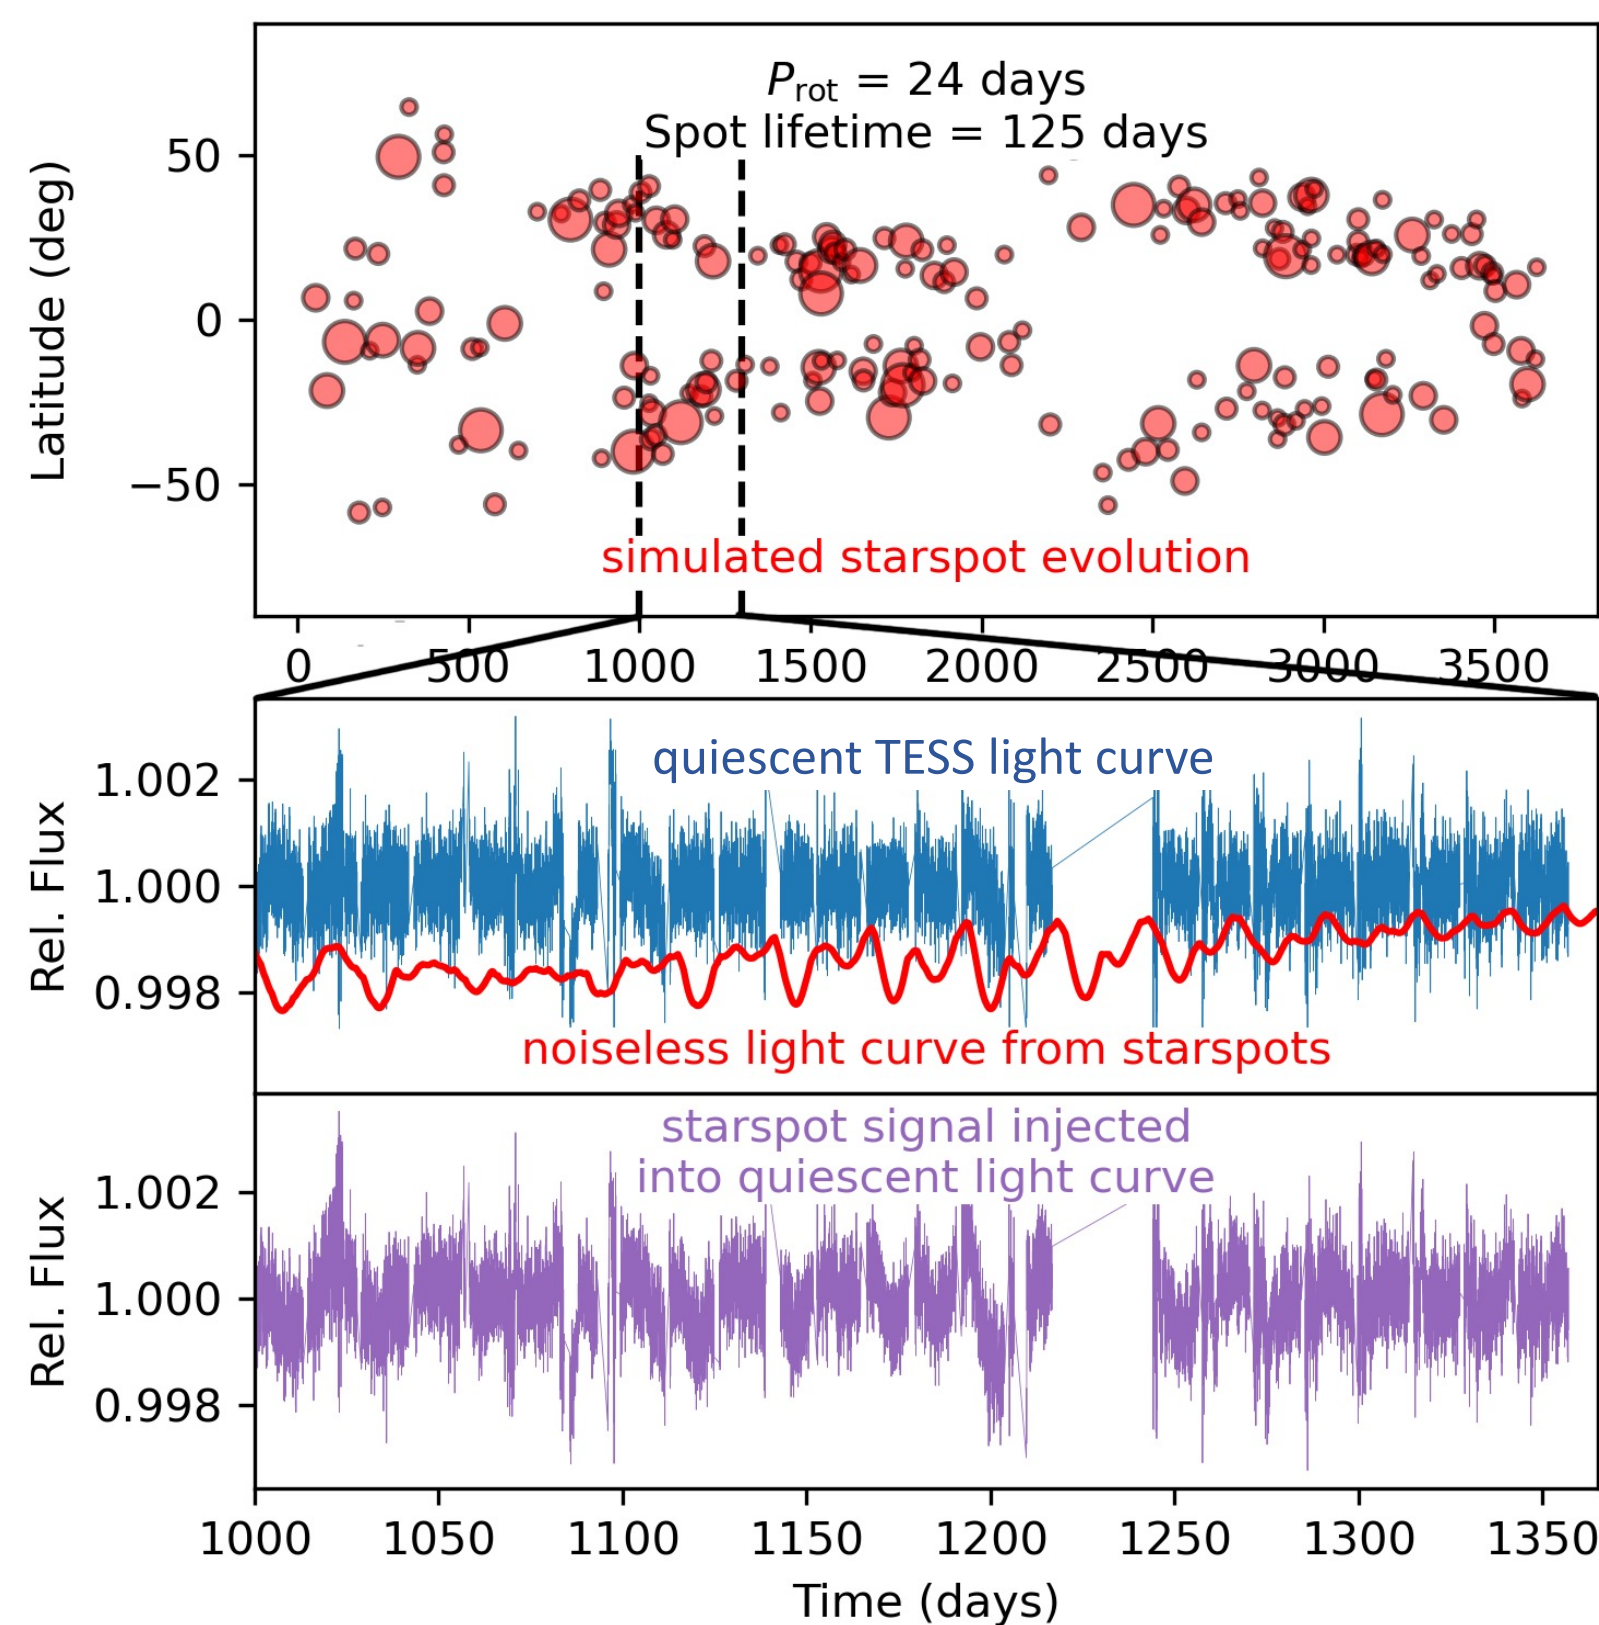 P_rot = 24 days
Spot lifetime = 125 days
50
0
−50
Latitude (deg)
simulated starspot evolution
0 500 1000 1500 2000 2500 3000 3500
quiescent TESS light curve
1.002
1.000
0.998
Rel. Flux
noiseless light curve from starspots
starspot signal injected
into quiescent light curve
1.002
1.000
0.998
Rel. Flux
1000 1050 1100 1150 1200 1250 1300 1350
Time (days)